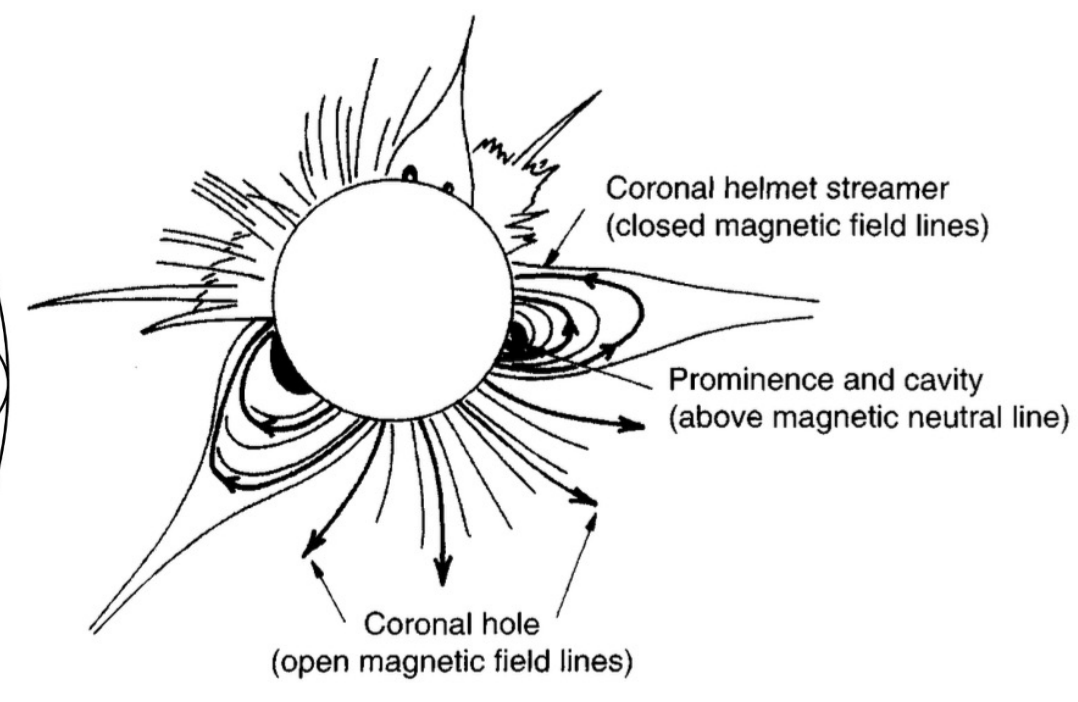 Coronal helmet streamer
(closed magnetic field lines)
Prominence and cavity
(above magnetic neutral line)
Coronal hole
(open magnetic field lines)